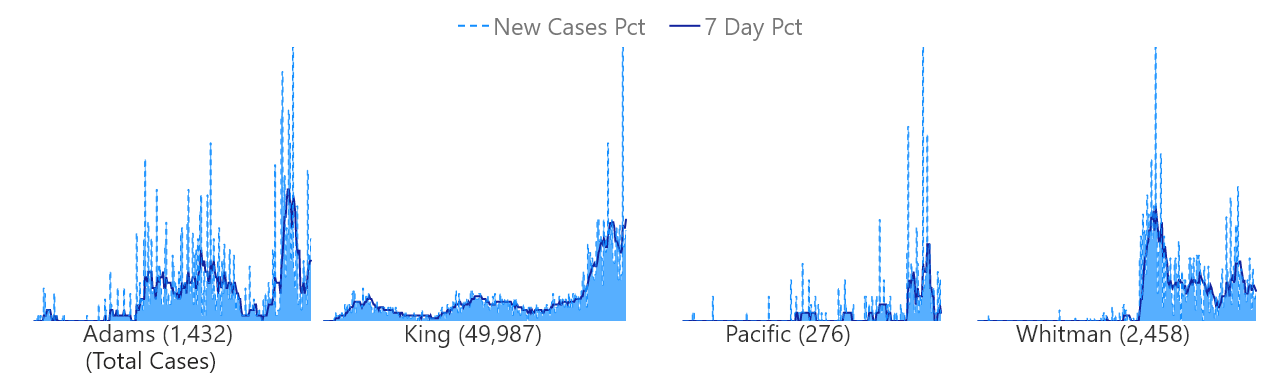 New Cases Pct 7 Day Pct
Adams (1,432) King (49,987) Pacific (276) Whitman (2,458)
(Total Cases)